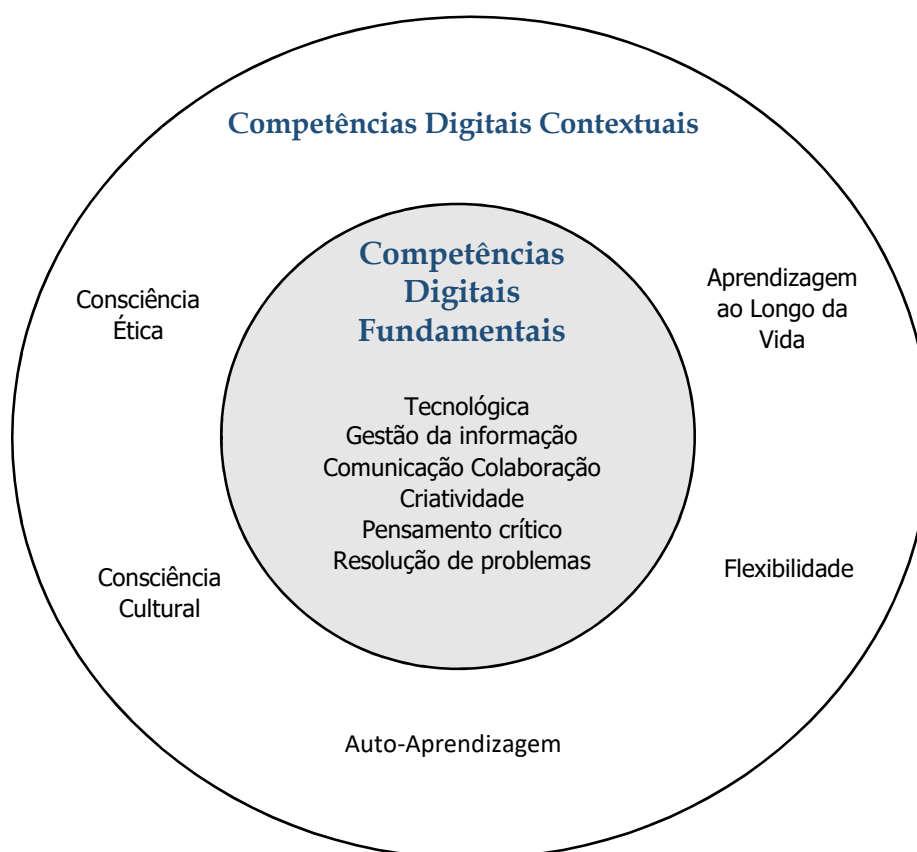 Competências Digitais Contextuais
Competências
Digitais
Fundamentais
Consciência
Ética
Aprendizagem
ao Longo da
Vida
Tecnológica
Gestão da informação
Comunicação Colaboração
Criatividade
Pensamento crítico
Resolução de problemas
Consciência
Cultural
Flexibilidade
Auto-Aprendizagem